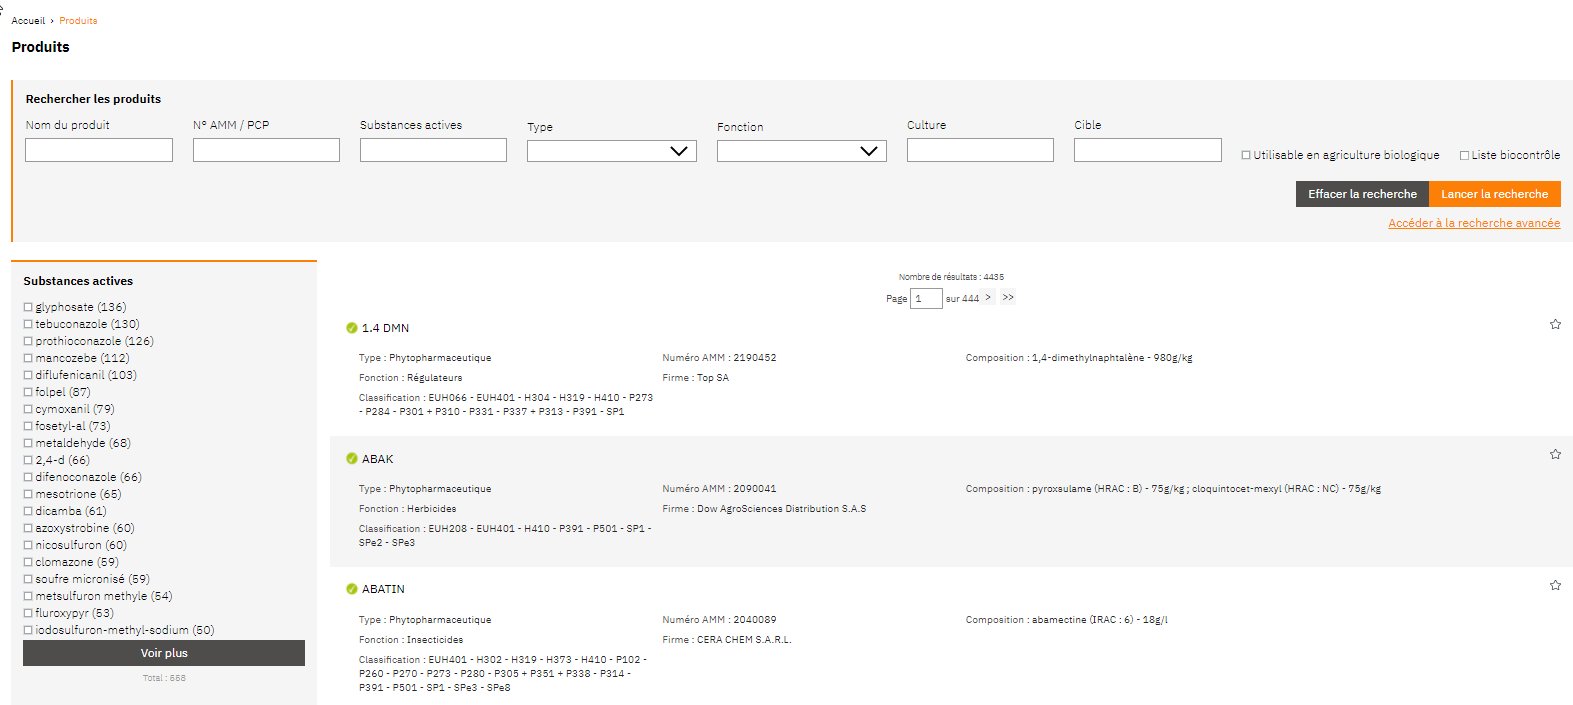 Accueil › Produits
Produits
Rechercher les produits
Nom du produit
N° AMM / PCP
Substances actives
Type
Fonction
Culture
Cible
Utilisable en agriculture biologique
Liste biocontrôle
Effacer la recherche
Lancer la recherche
Accéder à la recherche avancée
Substances actives
glyphosate (136)
tebuconazole (130)
prothioconazole (126)
mancozebe (112)
diflufenicanil (103)
folpel (87)
cymoxanil (79)
fosetyl-al (73)
metaldehyde (68)
2,4-d (66)
difenoconazole (66)
mesotrione (65)
dicamba (61)
azoxystrobine (60)
nicosulfuron (60)
clomazone (59)
soufre micronisé (59)
metsulfuron methyle (54)
fluroxypyr (53)
iodosulfuron-methyl-sodium (50)
Voir plus
Total : 558
Nombre de résultats : 4435
Page 1 sur 444 > >>
1.4 DMN
Type : Phytopharmaceutique
Numéro AMM : 2190452
Composition : 1,4-dimethylnaphtalène - 980g/kg
Fonction : Régulateurs
Firme : Top SA
Classification : EUH066 - EUH401 - H304 - H319 - H410 - P273
- P284 - P301 + P310 - P331 - P337 + P313 - P391 - SP1
ABAK
Type : Phytopharmaceutique
Numéro AMM : 2090041
Composition : pyroxsulame (HRAC : B) - 75g/kg ; cloquintocet-mexyl (HRAC : NC) - 75g/kg
Fonction : Herbicides
Firme : Dow AgroSciences Distribution S.A.S
Classification : EUH208 - EUH401 - H410 - P391 - P501 - SP1 -
SPe2 - SPe3
ABATIN
Type : Phytopharmaceutique
Numéro AMM : 2040089
Composition : abamectine (IRAC : 6) - 18g/l
Fonction : Insecticides
Firme : CERA CHEM S.A.R.L.
Classification : EUH401 - H302 - H319 - H373 - H410 - P102 -
P260 - P270 - P273 - P280 - P305 + P351 + P338 - P314 -
P391 - P501 - SP1 - SPe3 - SPe8